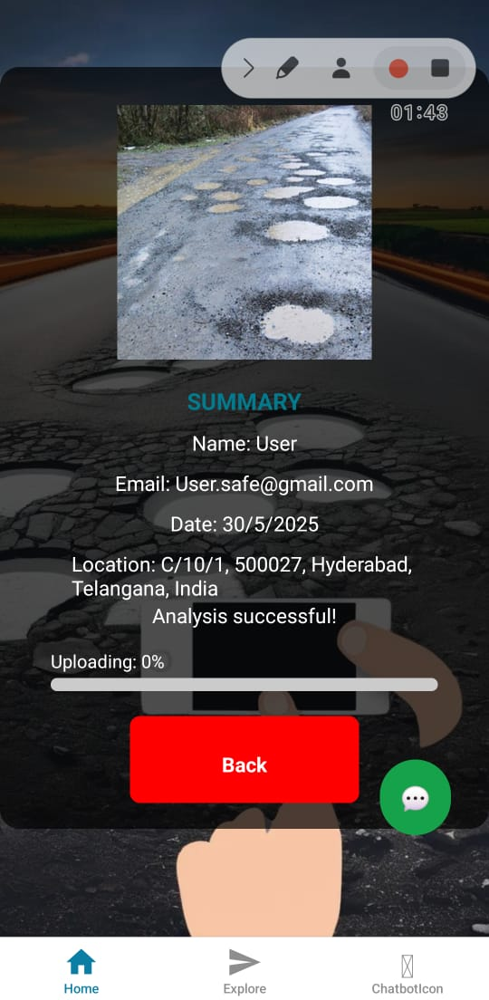 01:43
SUMMARY
Name: User
Email: User.safe@gmail.com
Date: 30/5/2025
Location: C/10/1, 500027, Hyderabad,
Telangana, India
Analysis successful!
Uploading: 0%
Back
Home
Explore
ChatbotIcon